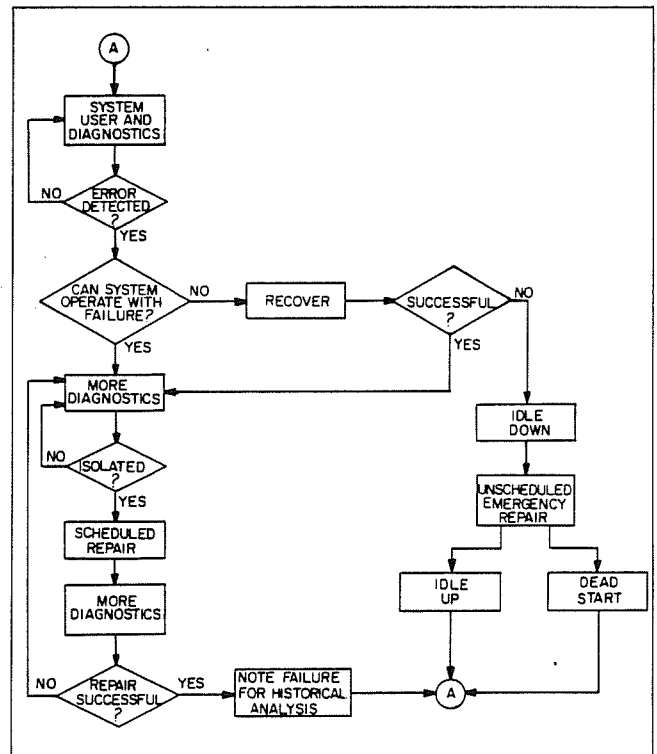 A
SYSTEM
USER AND
DIAGNOSTICS
NO
ERROR
DETECTED
?
YES
CAN SYSTEM
OPERATE WITH
FAILURE?
NO
RECOVER
SUCCESSFUL
?
NO
YES
YES
MORE
DIAGNOSTICS
IDLE
DOWN
NO
ISOLATED
?
YES
UNSCHEDULED
EMERGENCY
REPAIR
SCHEDULED
REPAIR
IDLE
UP
DEAD
START
MORE
DIAGNOSTICS
NO
REPAIR
SUCCESSFUL
?
YES
NOTE FAILURE
FOR HISTORICAL
ANALYSIS
A